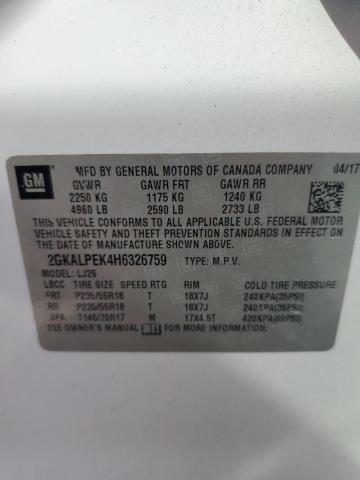 GM
MFD BY GENERAL MOTORS OF CANADA COMPANY 04/17
GVWR GAWR FRT GAWR RR
2250 KG 1175 KG 1240 KG
4960 LB 2590 LB 2733 LB
THIS VEHICLE CONFORMS TO ALL APPLICABLE U.S. FEDERAL MOTOR
VEHICLE SAFETY AND THEFT PREVENTION STANDARDS IN EFFECT ON
THE DATE OF MANUFACTURE SHOWN ABOVE.
2GKALPEK4H6326759 TYPE: M.P.V.
MODEL: LJ26
LBCC TIRE SIZE SPEED RTG RIM COLD TIRE PRESSURE
FRT P235/55R18 T 18X7J 240KPA(35PSI)
RR P235/55R18 T 18X7J 240KPA(35PSI)
SPA T145/70R17 M 17X4.5T 420KPA(60PSI)
SEE OWNER'S MANUAL FOR ADDITIONAL INFORMATION